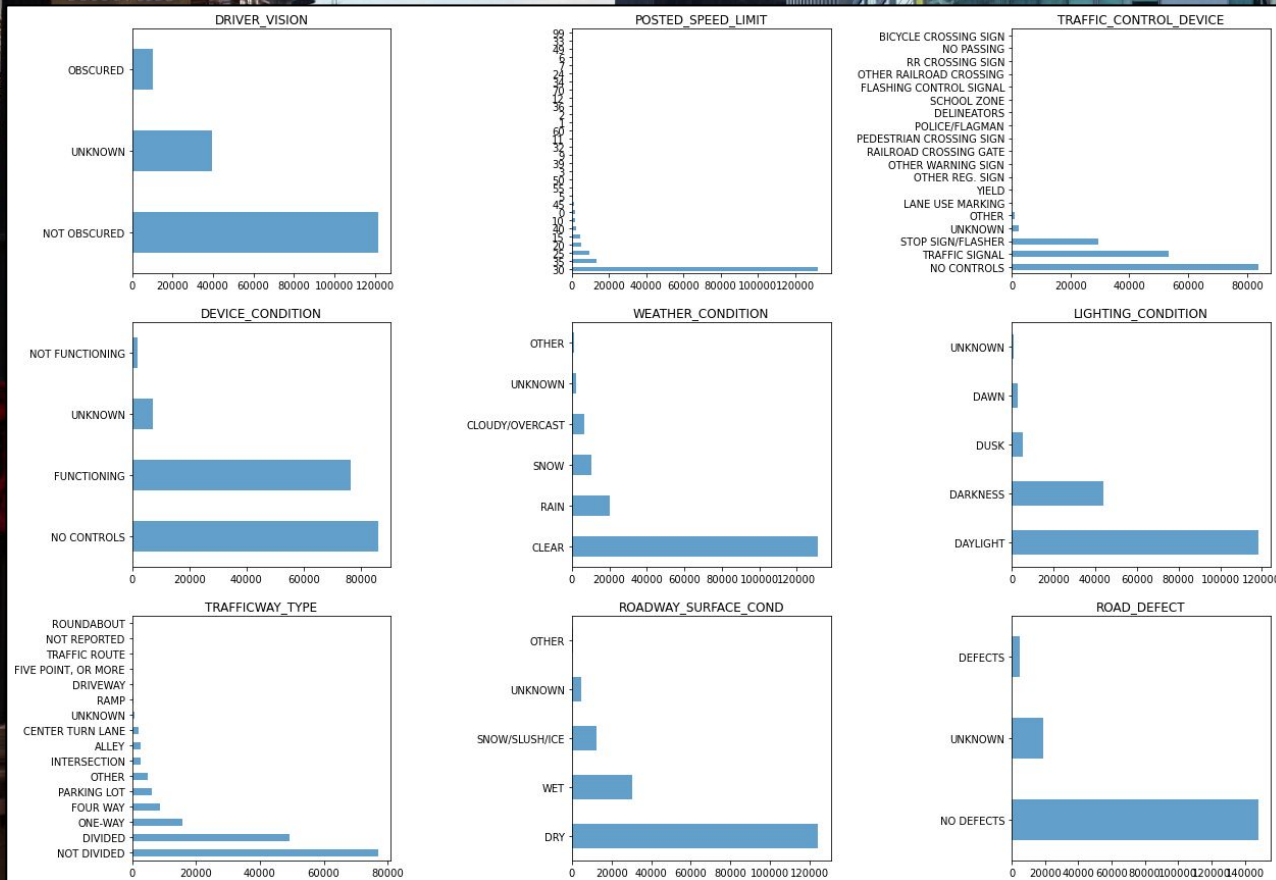 DRIVER_VISION
OBSCURED
UNKNOWN
NOT OBSCURED
0 20000 40000 60000 80000 100000 120000
POSTED_SPEED_LIMIT
99
33
49
6
7
24
34
70
12
36
2
1
60
11
32
9
39
3
50
55
5
45
0
10
40
15
20
25
35
30
0 20000 40000 60000 80000 100000 120000
TRAFFIC_CONTROL_DEVICE
BICYCLE CROSSING SIGN
NO PASSING
RR CROSSING SIGN
OTHER RAILROAD CROSSING
FLASHING CONTROL SIGNAL
SCHOOL ZONE
DELINEATORS
POLICE/FLAGMAN
PEDESTRIAN CROSSING SIGN
RAILROAD CROSSING GATE
OTHER WARNING SIGN
OTHER REG. SIGN
YIELD
LANE USE MARKING
OTHER
UNKNOWN
STOP SIGN/FLASHER
TRAFFIC SIGNAL
NO CONTROLS
0 20000 40000 60000 80000
DEVICE_CONDITION
NOT FUNCTIONING
UNKNOWN
FUNCTIONING
NO CONTROLS
0 20000 40000 60000 80000
WEATHER_CONDITION
OTHER
UNKNOWN
CLOUDY/OVERCAST
SNOW
RAIN
CLEAR
0 20000 40000 60000 80000 100000 120000
LIGHTING_CONDITION
UNKNOWN
DAWN
DUSK
DARKNESS
DAYLIGHT
0 20000 40000 60000 80000 100000 12000
TRAFFICWAY_TYPE
ROUNDABOUT
NOT REPORTED
TRAFFIC ROUTE
FIVE POINT, OR MORE
DRIVEWAY
RAMP
UNKNOWN
CENTER TURN LANE
ALLEY
INTERSECTION
OTHER
PARKING LOT
FOUR WAY
ONE-WAY
DIVIDED
NOT DIVIDED
0 20000 40000 60000 80000
ROADWAY_SURFACE_COND
OTHER
UNKNOWN
SNOW/SLUSH/ICE
WET
DRY
0 20000 40000 60000 80000 100000 120000
ROAD_DEFECT
DEFECTS
UNKNOWN
NO DEFECTS
0 20000 40000 60000 80000 100000 120000 140000